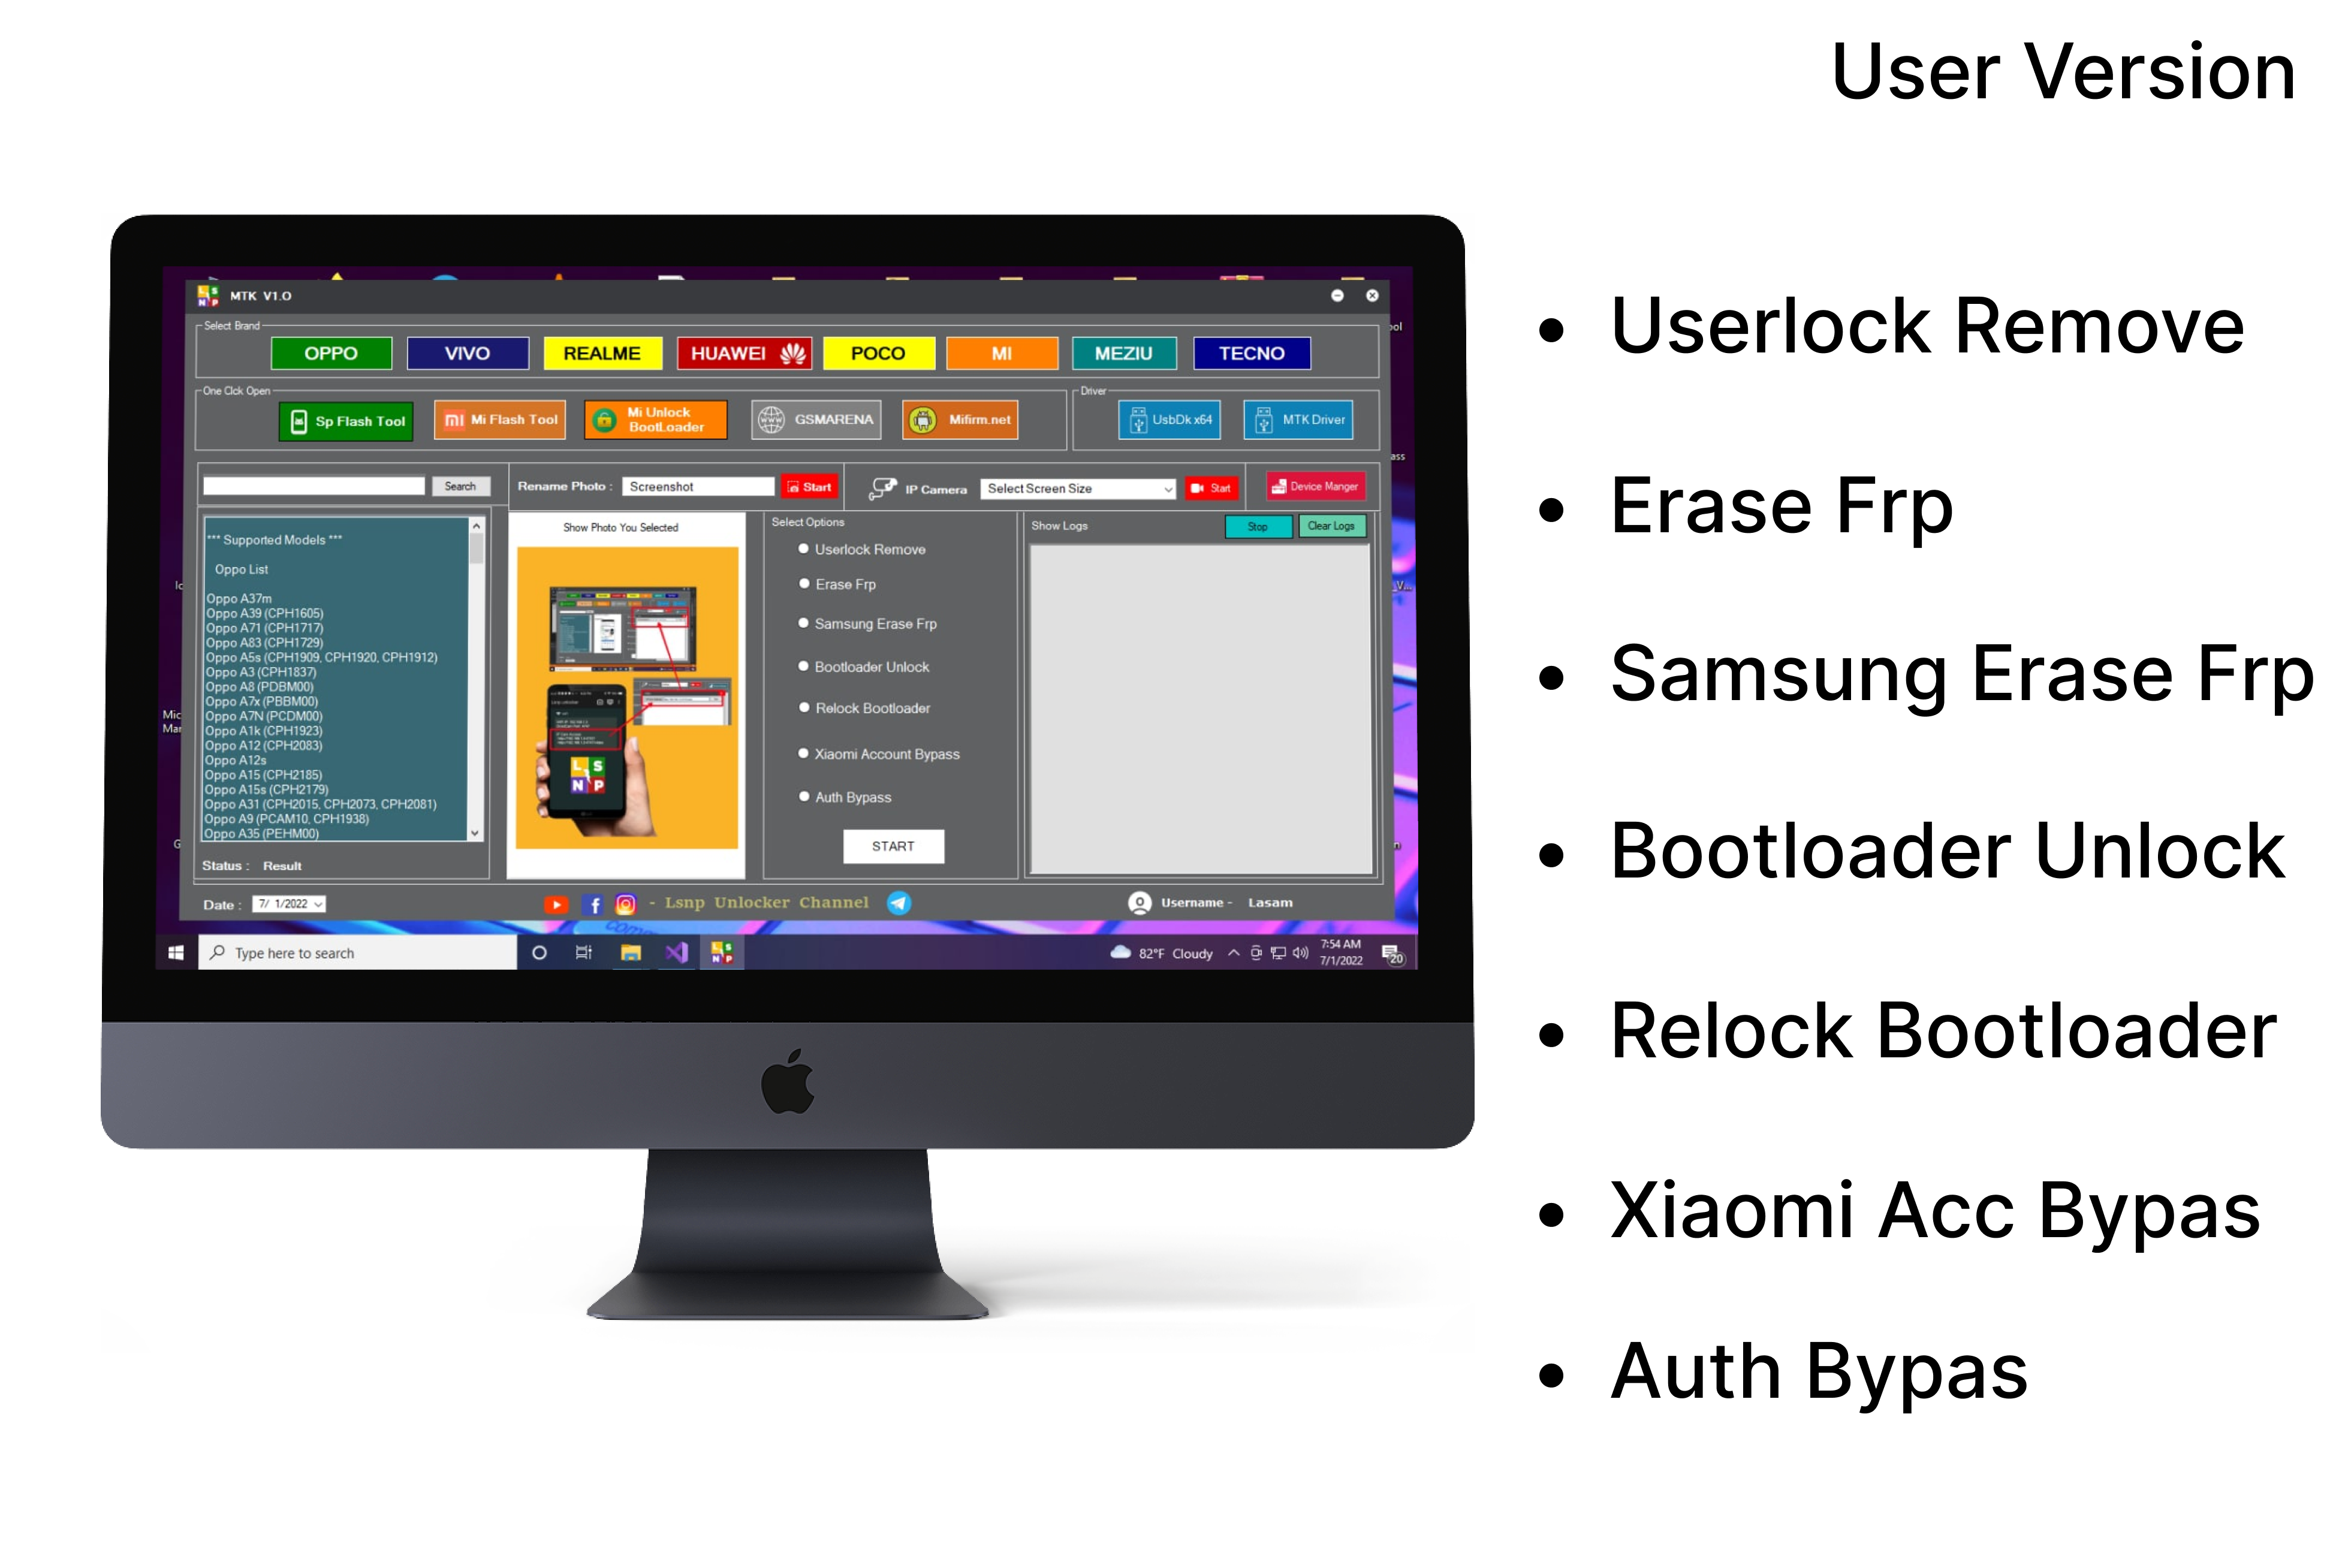 User Version
MTK V1.O
Select Brand
OPPO
VIVO
REALME
HUAWEI
POCO
MI
MEZIU
TECNO
One Clck Open
Sp Flash Tool
Mi Flash Tool
Mi Unlock
BootLoader
GSMARENA
Mifirm.net
Driver
UsbDk x64
MTK Driver
Search
Rename Photo :
Screenshot
Start
IP Camera
Select Screen Size
Start
Device Manger
*** Supported Models ***
Oppo List
Oppo A37m
Oppo A39 (CPH1605)
Oppo A71 (CPH1717)
Oppo A83 (CPH1729)
Oppo A5s (CPH1909, CPH1920, CPH1912)
Oppo A3 (CPH1837)
Oppo A8 (PDBM00)
Oppo A7x (PBBM00)
Oppo A7N (PCDM00)
Oppo A1k (CPH1923)
Oppo A12 (CPH2083)
Oppo A12s
Oppo A15 (CPH2185)
Oppo A15s (CPH2179)
Oppo A31 (CPH2015, CPH2073, CPH2081)
Oppo A9 (PCAM10, CPH1938)
Oppo A35 (PEHM00)
Status : Result
Show Photo You Selected
L S
N P
Select Options
Userlock Remove
Erase Frp
Samsung Erase Frp
Bootloader Unlock
Relock Bootloader
Xiaomi Account Bypass
Auth Bypass
START
Show Logs
Stop
Clear Logs
Date : 7/ 1/2022
- Lsnp Unlocker Channel
Username - Lasam
Type here to search
82°F Cloudy
7:54 AM
7/1/2022
20
• Userlock Remove
• Erase Frp
• Samsung Erase Frp
• Bootloader Unlock
• Relock Bootloader
• Xiaomi Acc Bypas
• Auth Bypas